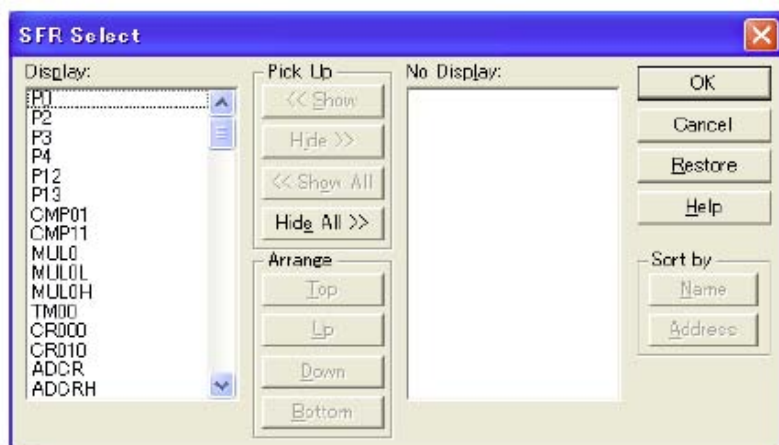 SFR Select
Display:
P0
P2
P3
P4
P12
P13
CMP01
CMP11
MUL0
MUL0L
MUL0H
TM00
CR000
CR010
ADCR
ADCRH
Pick Up
<< Show
Hide >>
<< Show All
Hide All >>
Arrange
Top
Up
Down
Bottom
No Display:
OK
Cancel
Restore
Help
Sort by
Name
Address